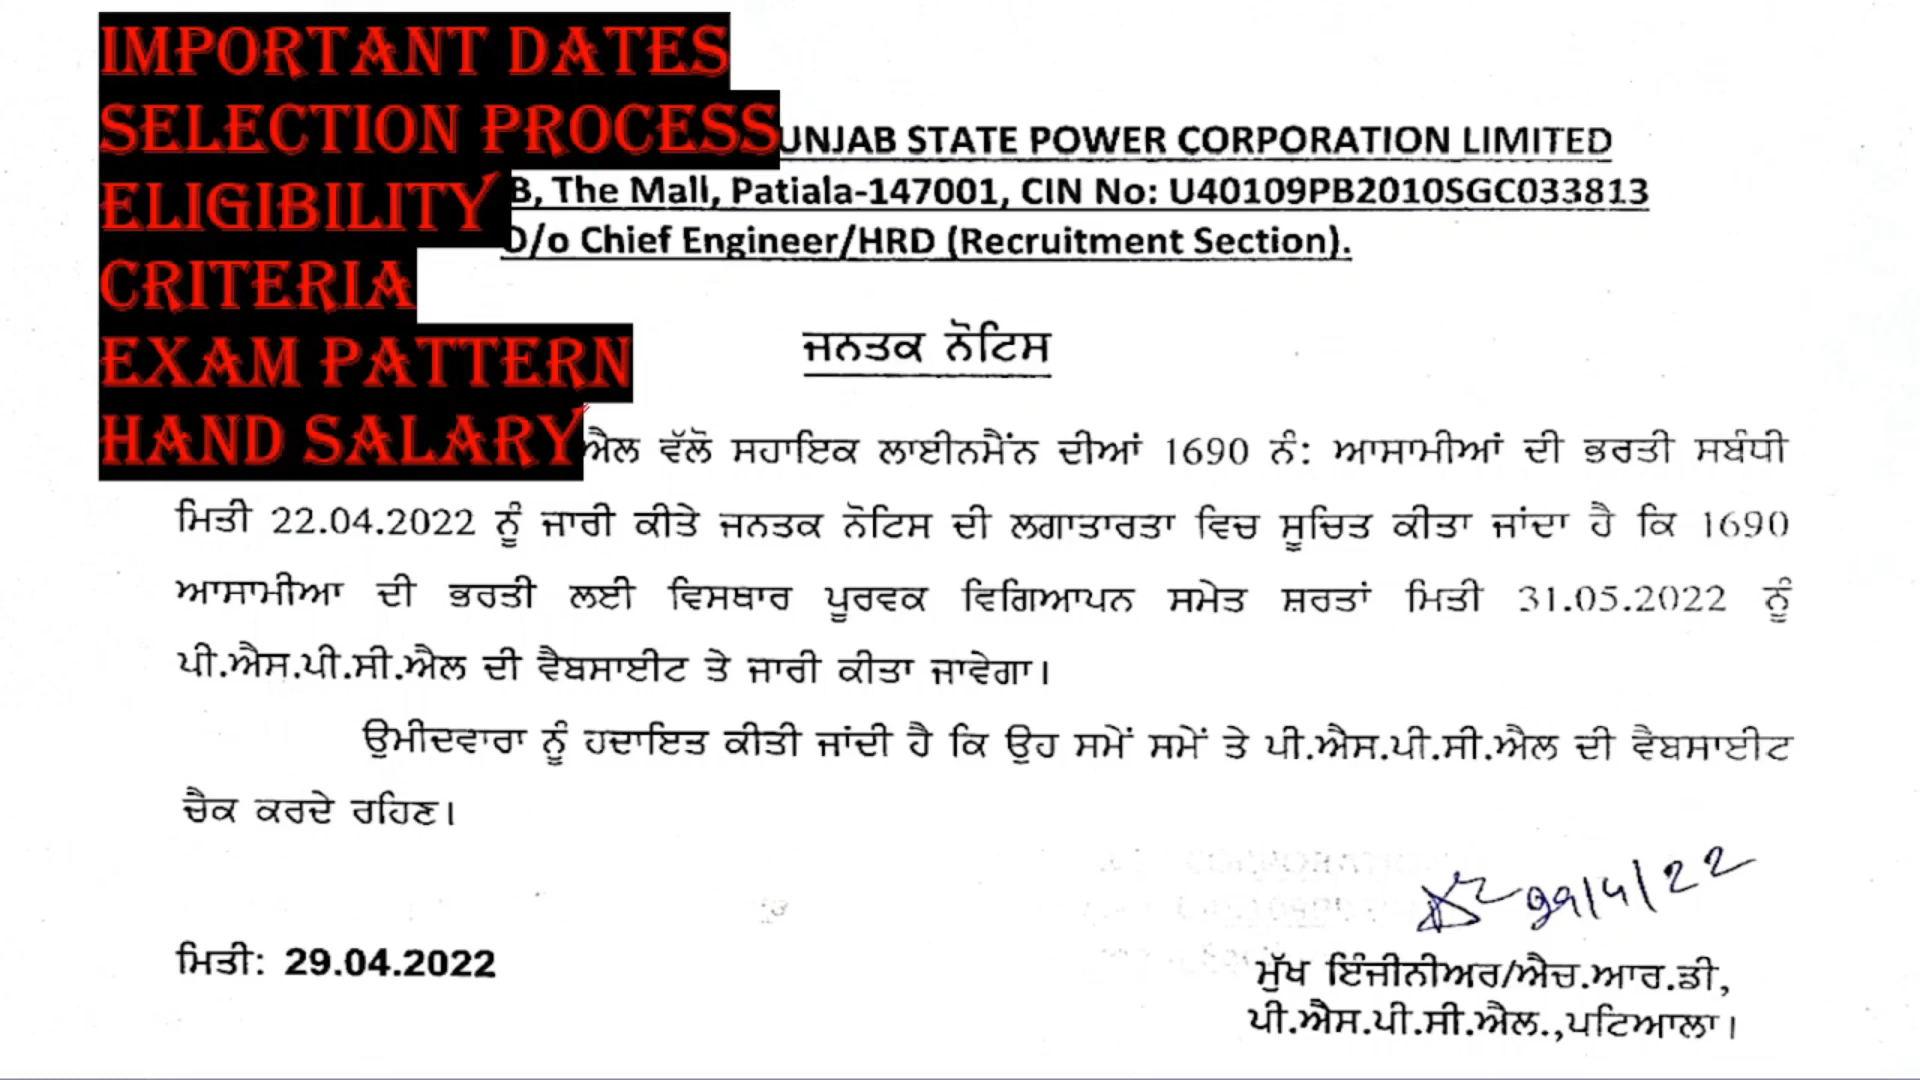 IMPORTANT DATES
SELECTION PROCESS
ELIGIBILITY
CRITERIA
EXAM PATTERN
HAND SALARY
UNJAB STATE POWER CORPORATION LIMITED
B, The Mall, Patiala-147001, CIN No: U40109PB2010SGC033813
O/o Chief Engineer/HRD (Recruitment Section).
ਜਨਤਕ ਨੋਟਿਸ
ਐਲ ਵੱਲੋ ਸਹਾਇਕ ਲਾਈਨਮੈਂਨ ਦੀਆਂ 1690 ਨੰ: ਆਸਾਮੀਆਂ ਦੀ ਭਰਤੀ ਸਬੰਧੀ
ਮਿਤੀ 22.04.2022 ਨੂੰ ਜਾਰੀ ਕੀਤੇ ਜਨਤਕ ਨੋਟਿਸ ਦੀ ਲਗਾਤਾਰਤਾ ਵਿਚ ਸੂਚਿਤ ਕੀਤਾ ਜਾਂਦਾ ਹੈ ਕਿ 1690
ਆਸਾਮੀਆ ਦੀ ਭਰਤੀ ਲਈ ਵਿਸਥਾਰ ਪੂਰਵਕ ਵਿਗਿਆਪਨ ਸਮੇਤ ਸ਼ਰਤਾਂ ਮਿਤੀ 31.05.2022 ਨੂੰ
ਪੀ.ਐਸ.ਪੀ.ਸੀ.ਐਲ ਦੀ ਵੈਬਸਾਈਟ ਤੇ ਜਾਰੀ ਕੀਤਾ ਜਾਵੇਗਾ।
ਉਮੀਦਵਾਰਾ ਨੂੰ ਹਦਾਇਤ ਕੀਤੀ ਜਾਂਦੀ ਹੈ ਕਿ ਉਹ ਸਮੇਂ ਸਮੇਂ ਤੇ ਪੀ.ਐਸ.ਪੀ.ਸੀ.ਐਲ ਦੀ ਵੈਬਸਾਈਟ
ਚੈਕ ਕਰਦੇ ਰਹਿਣ।
29/4/22
ਮਿਤੀ: 29.04.2022
ਮੁੱਖ ਇੰਜੀਨੀਅਰ/ਐਚ.ਆਰ.ਡੀ,
ਪੀ.ਐਸ.ਪੀ.ਸੀ.ਐਲ.,ਪਟਿਆਲਾ।